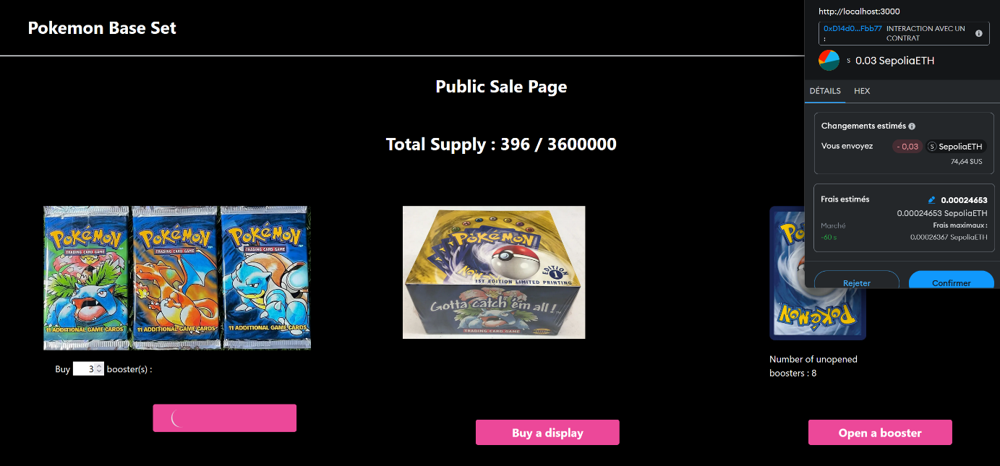 Pokemon Base Set
Public Sale Page
Total Supply : 396 / 3600000
POKéMON
TRADING CARD GAME
11 ADDITIONAL GAME CARDS
POKéMON
TRADING CARD GAME
11 ADDITIONAL GAME CARDS
POKéMON
TRADING CARD GAME
11 ADDITIONAL GAME CARDS
Buy 3 booster(s) :
POKéMON
EDITION
1
1ST EDITION LIMITED PRINTING
Gotta catch 'em all!
TRADING CARD GAME
Buy a display
Pokémon
Number of unopened
boosters : 8
Open a booster
http://localhost:3000
0xD14d0...Fbb77 INTERACTION AVEC UN
: CONTRAT
S 0.03 SepoliaETH
DÉTAILS HEX
Changements estimés
Vous envoyez - 0,03 S SepoliaETH
74,64 $US
Frais estimés 0.00024653
0.00024653 SepoliaETH
Marché Frais maximaux :
~60 s 0.00026367 SepoliaETH
Rejeter Confirmer